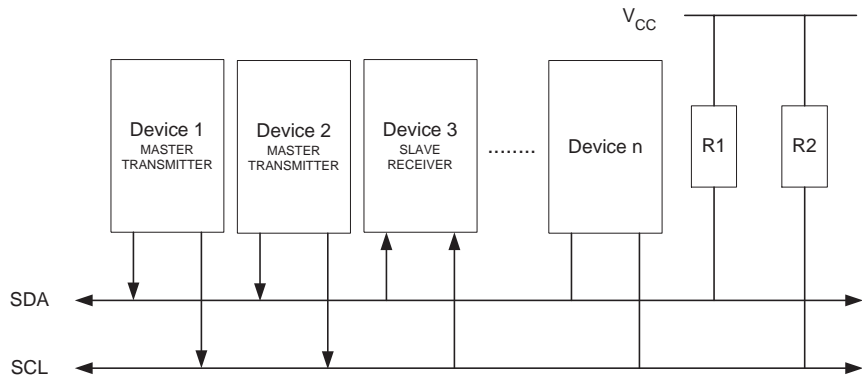 VCC
Device 1
MASTER
TRANSMITTER
Device 2
MASTER
TRANSMITTER
Device 3
SLAVE
RECEIVER
........
Device n
R1
R2
SDA
SCL